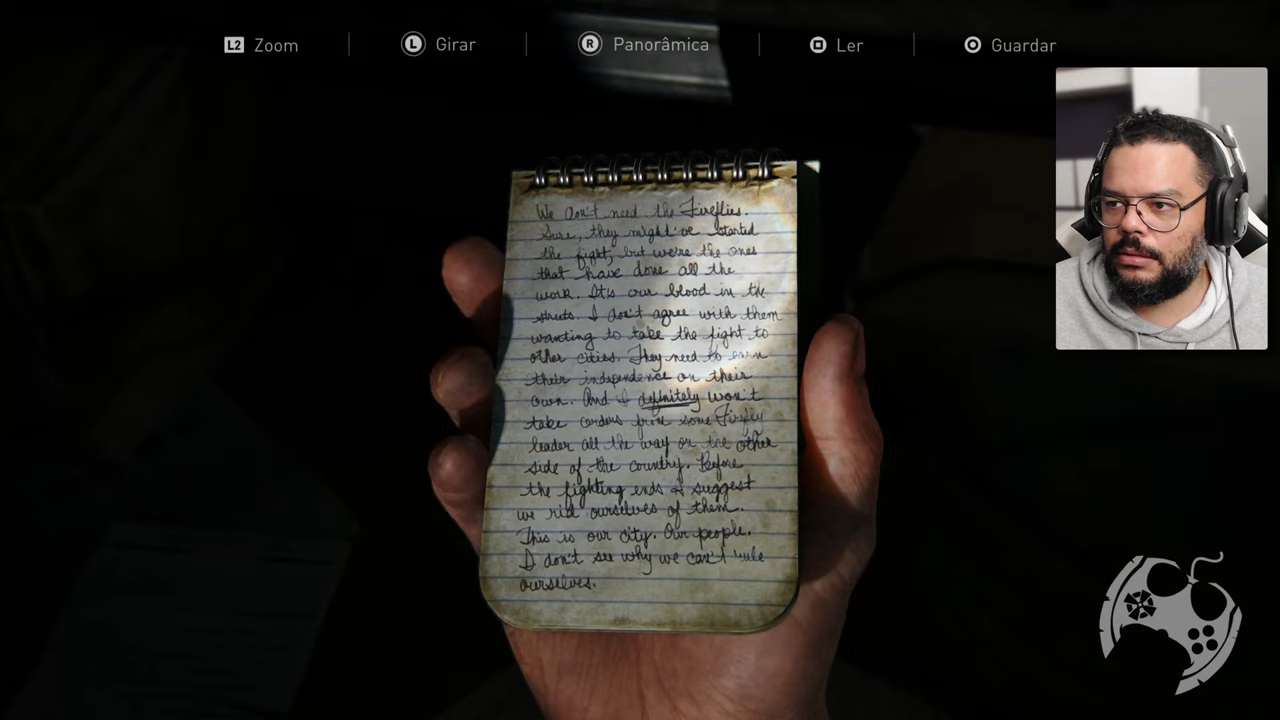 L2 Zoom
L Girar
R Panorâmica
Ler
Guardar
We don't need the Fireflies.
Sure, they might've started
the fight, but we're the ones
that have done all the
work. It's our blood in the
streets. I don't agree with them
wanting to take the fight to
other cities. They need to earn
their independence on their
own. And I definitely won't
take orders from some Firefly
leader all the way on the other
side of the country. Before
the fighting ends I suggest
we rid ourselves of them.
This is our city. Our people.
I don't see why we can't rule
ourselves.